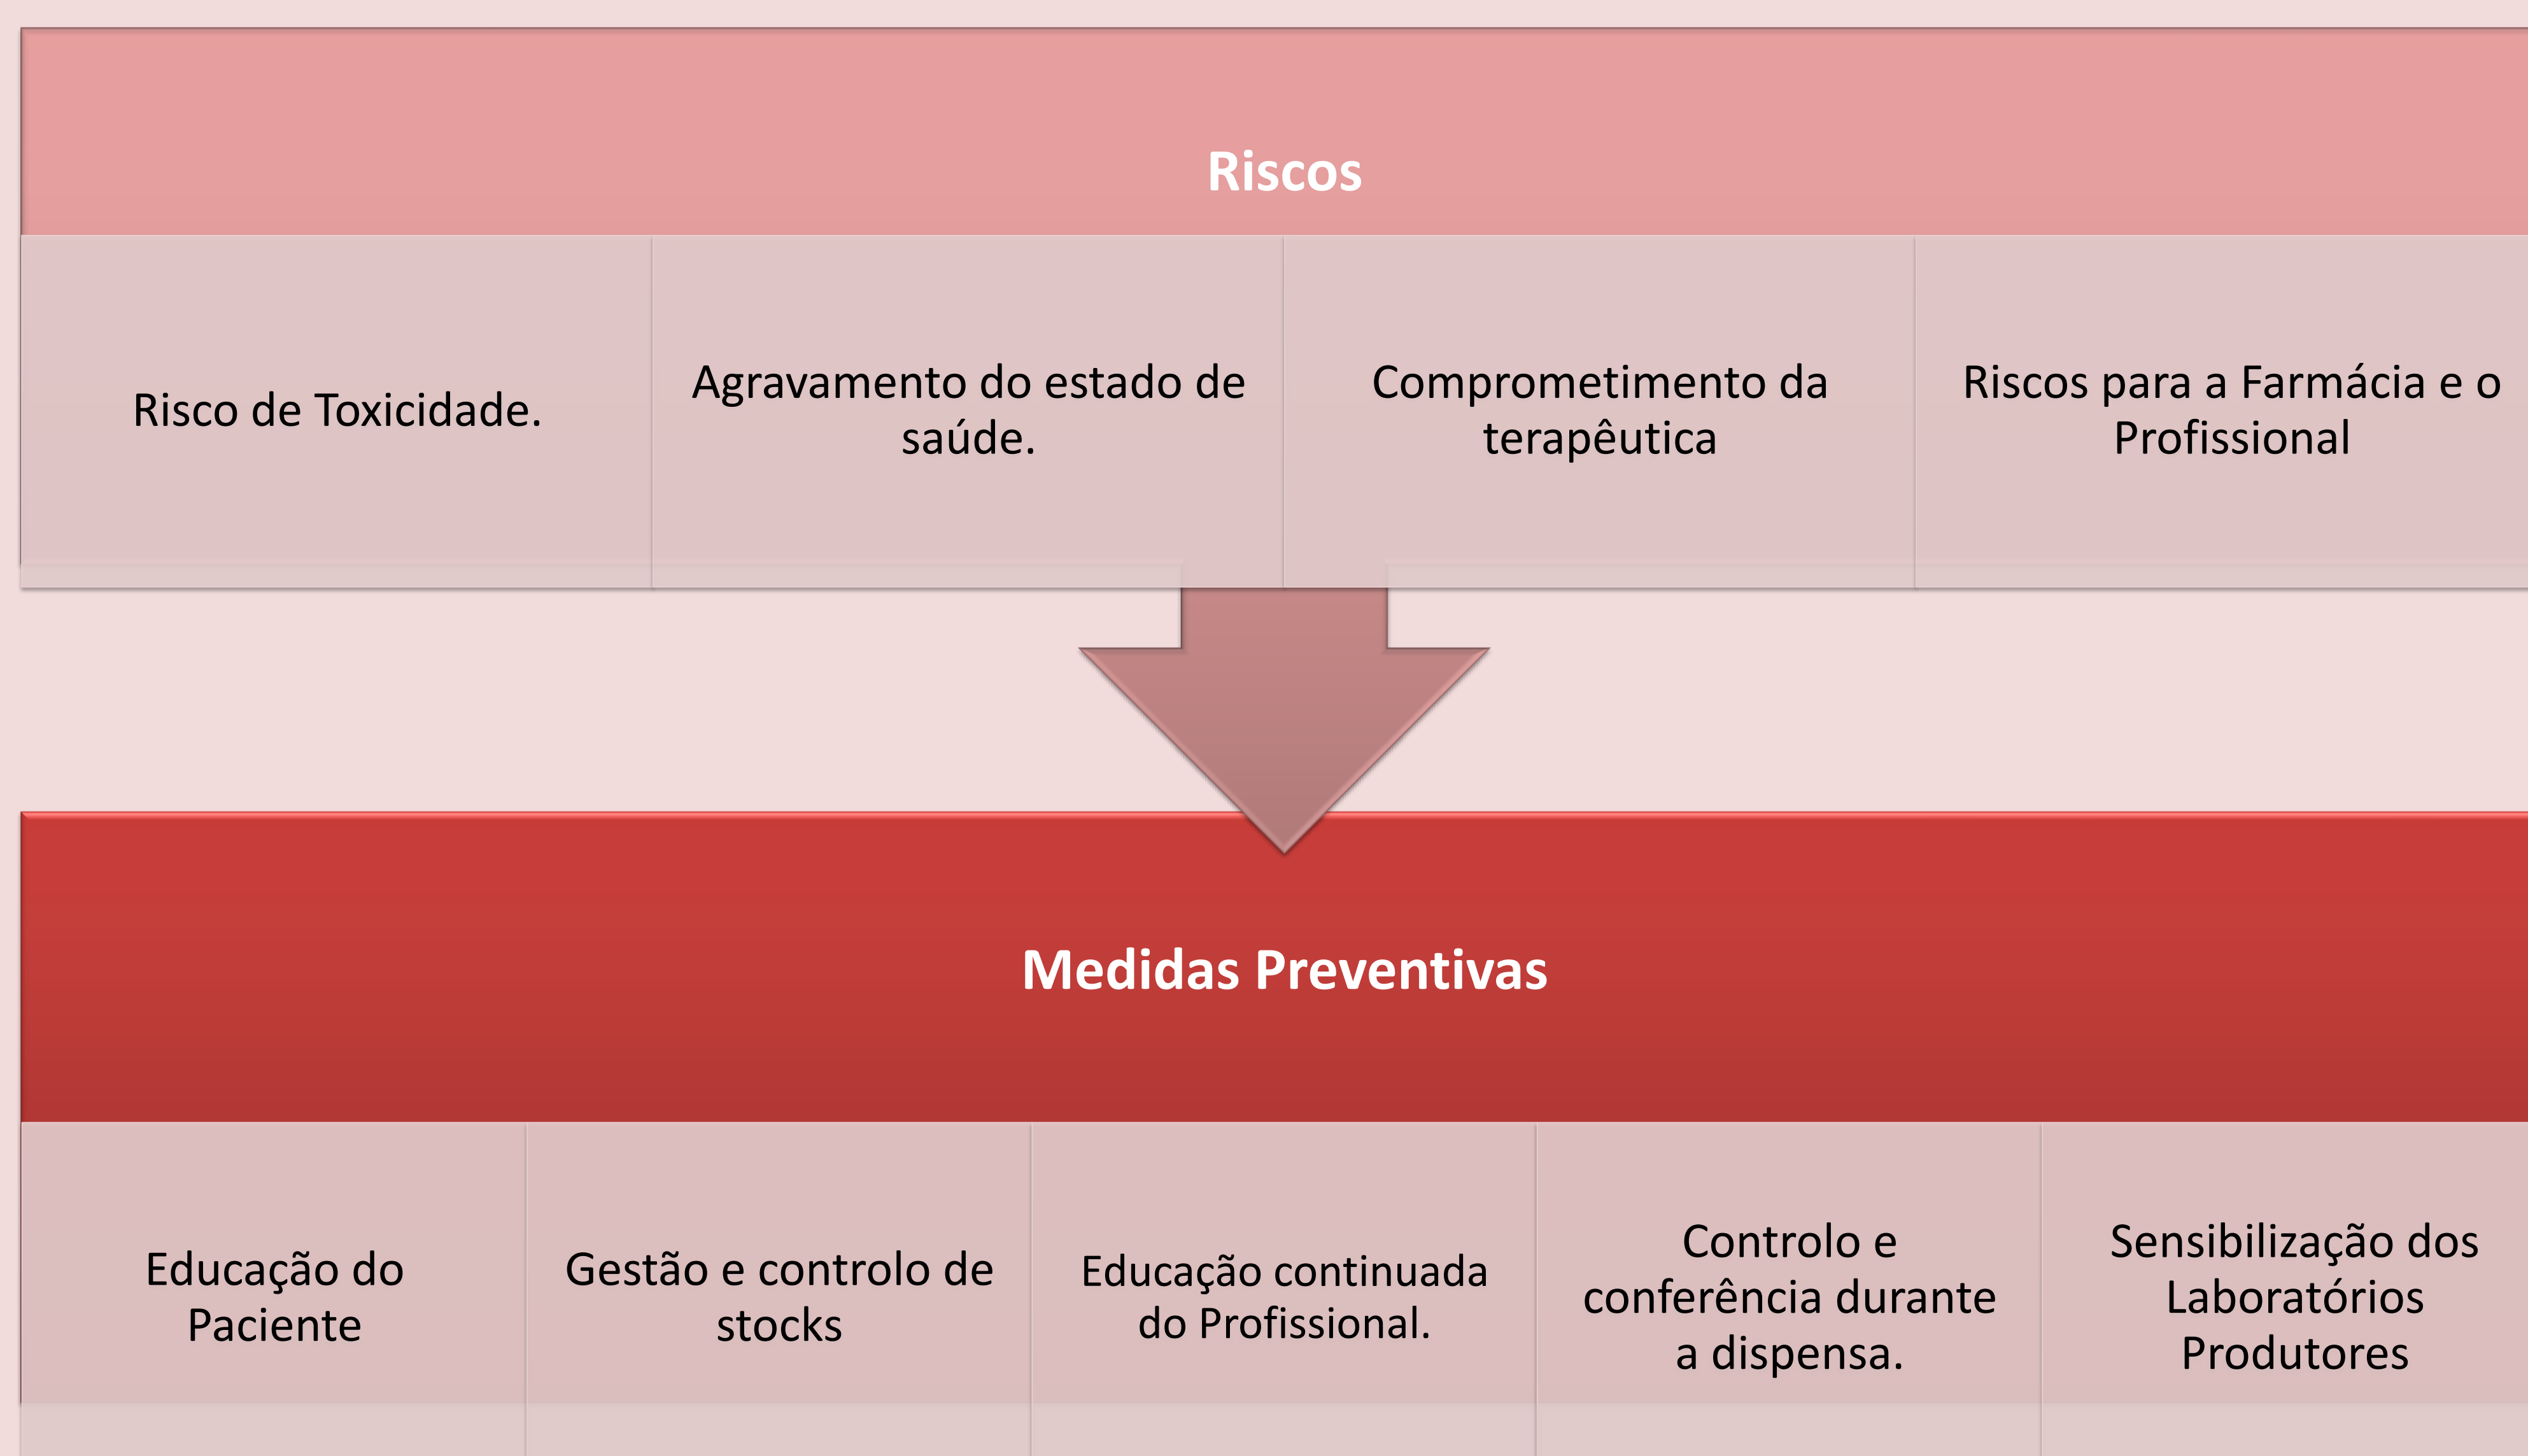 Riscos
Risco de Toxicidade.
Agravamento do estado de
saúde.
Comprometimento da
terapêutica
Riscos para a Farmácia e o
Profissional
Medidas Preventivas
Educação do
Paciente
Gestão e controlo de
stocks
Educação continuada
do Profissional.
Controlo e
conferência durante
a dispensa.
Sensibilização dos
Laboratórios
Produtores